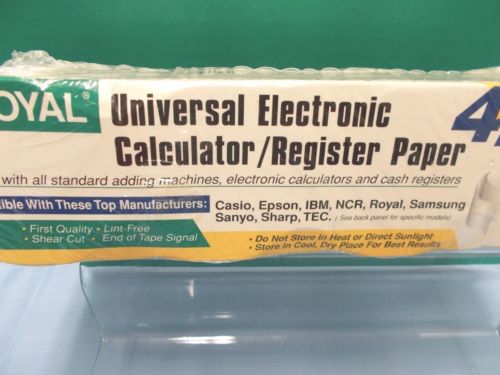 OYAL®
Universal Electronic
Calculator/Register Paper
4
with all standard adding machines, electronic calculators and cash registers
ible With These Top Manufacturers:
Casio, Epson, IBM, NCR, Royal, Samsung
Sanyo, Sharp, TEC. (See back panel for specific models)
• First Quality • Lint-Free
• Shear Cut • End of Tape Signal
• Do Not Store in Heat or Direct Sunlight
• Store in Cool, Dry Place For Best Results